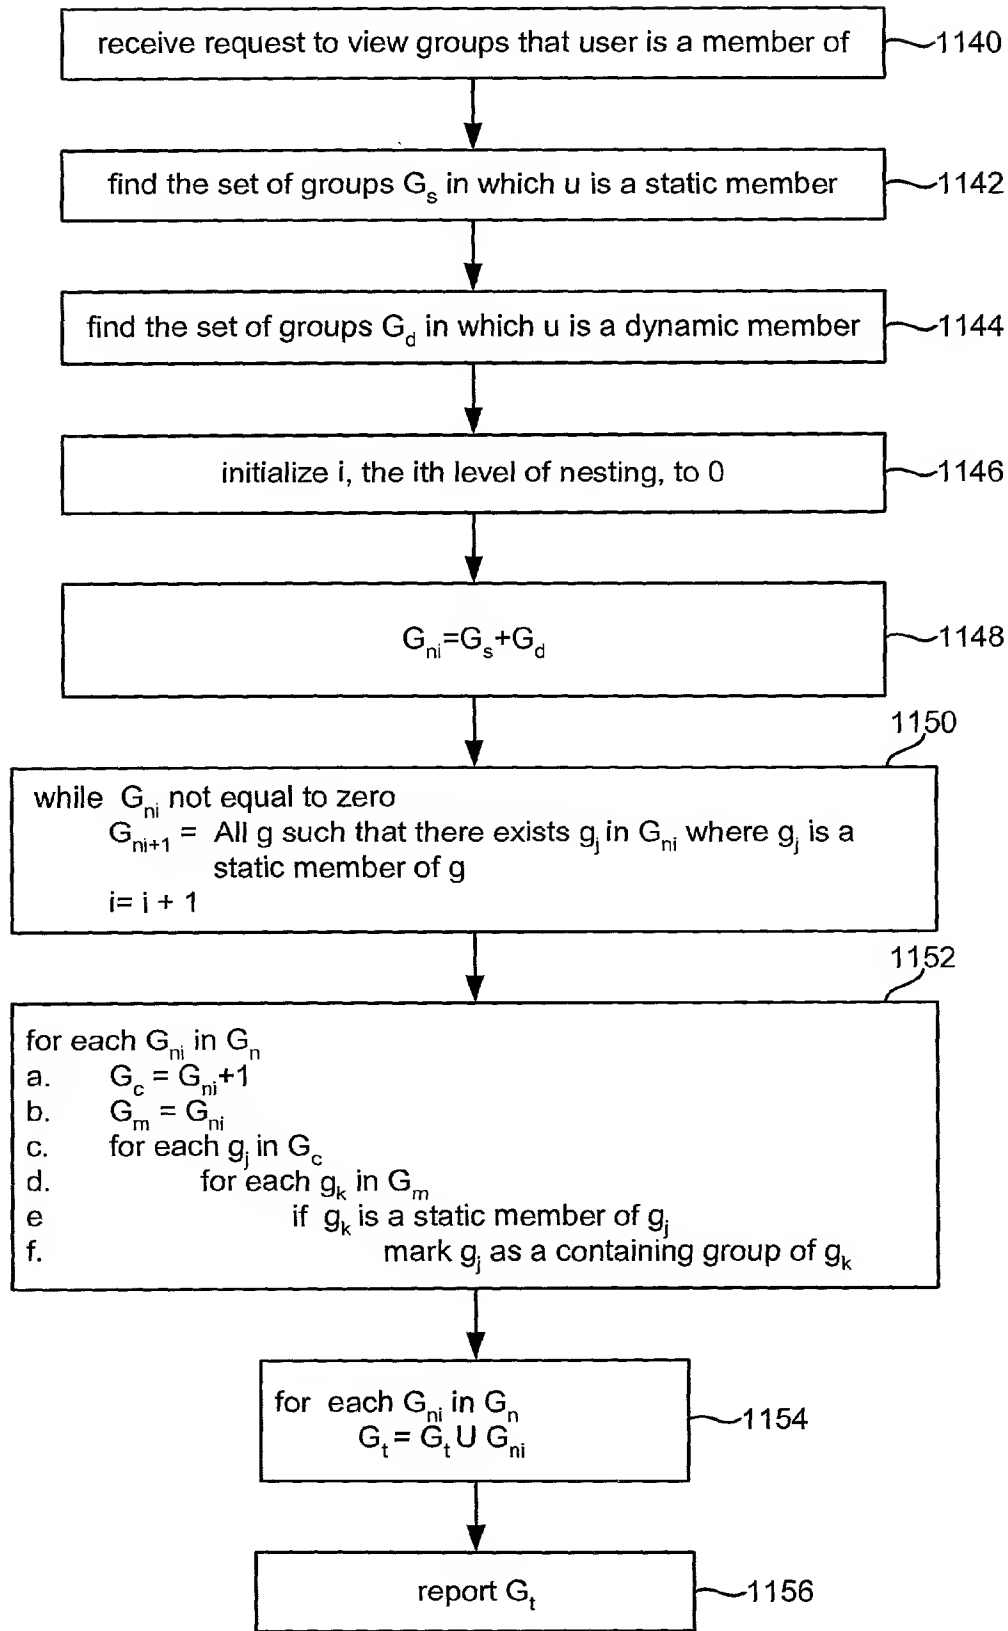 receive request to view groups that user is a member of 1140
find the set of groups Gs in which u is a static member 1142
find the set of groups Gd in which u is a dynamic member 1144
initialize i, the ith level of nesting, to 0 1146
Gni=Gs+Gd 1148
1150
while Gni not equal to zero
Gni+1 = All g such that there exists gj in Gni where gj is a
static member of g
i= i + 1
1152
for each Gni in Gn
a. Gc = Gni+1
b. Gm = Gni
c. for each gj in Gc
d. for each gk in Gm
e if gk is a static member of gj
f. mark gj as a containing group of gk
for each Gni in Gn
Gt = Gt U Gni 1154
report Gt 1156